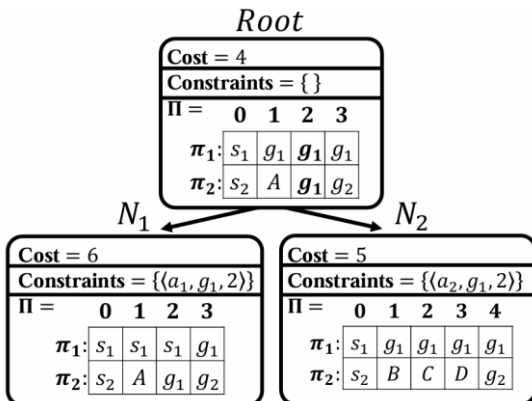 Root
Cost = 4
Constraints = { }
Π = 0 1 2 3
π₁: s₁ g₁ g₁ g₁
π₂: s₂ A g₁ g₂
N₁
N₂
Cost = 6
Constraints = {⟨a₁, g₁, 2⟩}
Π = 0 1 2 3
π₁: s₁ s₁ s₁ g₁
π₂: s₂ A g₁ g₂
Cost = 5
Constraints = {⟨a₂, g₁, 2⟩}
Π = 0 1 2 3 4
π₁: s₁ g₁ g₁ g₁ g₁
π₂: s₂ B C D g₂